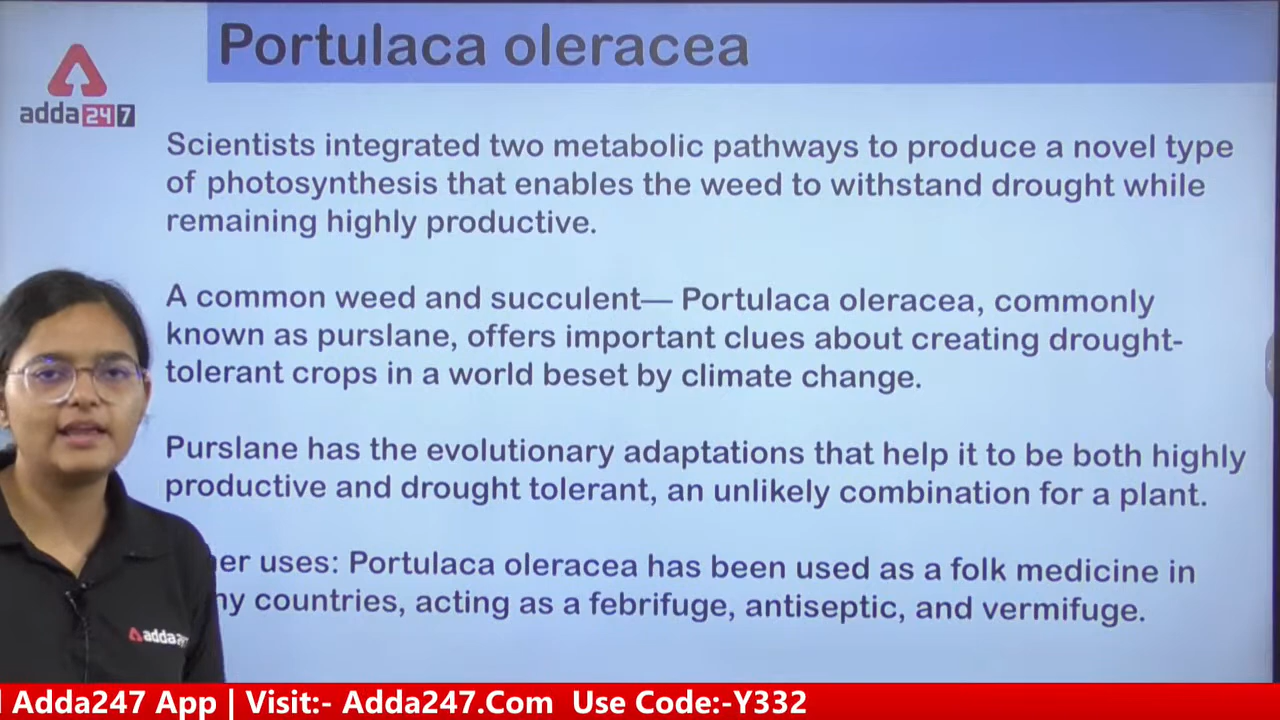 Portulaca oleracea
adda247
Scientists integrated two metabolic pathways to produce a novel type
of photosynthesis that enables the weed to withstand drought while
remaining highly productive.
A common weed and succulent— Portulaca oleracea, commonly
known as purslane, offers important clues about creating drought-
tolerant crops in a world beset by climate change.
Purslane has the evolutionary adaptations that help it to be both highly
productive and drought tolerant, an unlikely combination for a plant.
uses: Portulaca oleracea has been used as a folk medicine in
countries, acting as a febrifuge, antiseptic, and vermifuge.
adda247
Adda247 App | Visit:- Adda247.Com Use Code:-Y332